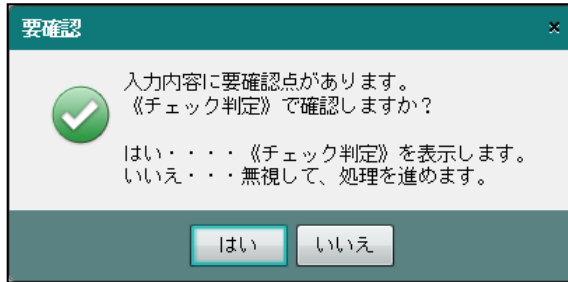 要確認
×
入力内容に要確認点があります。
《チェック判定》で確認しますか？
はい・・・・《チェック判定》を表示します。
いいえ・・・無視して、処理を進めます。
はい
いいえ